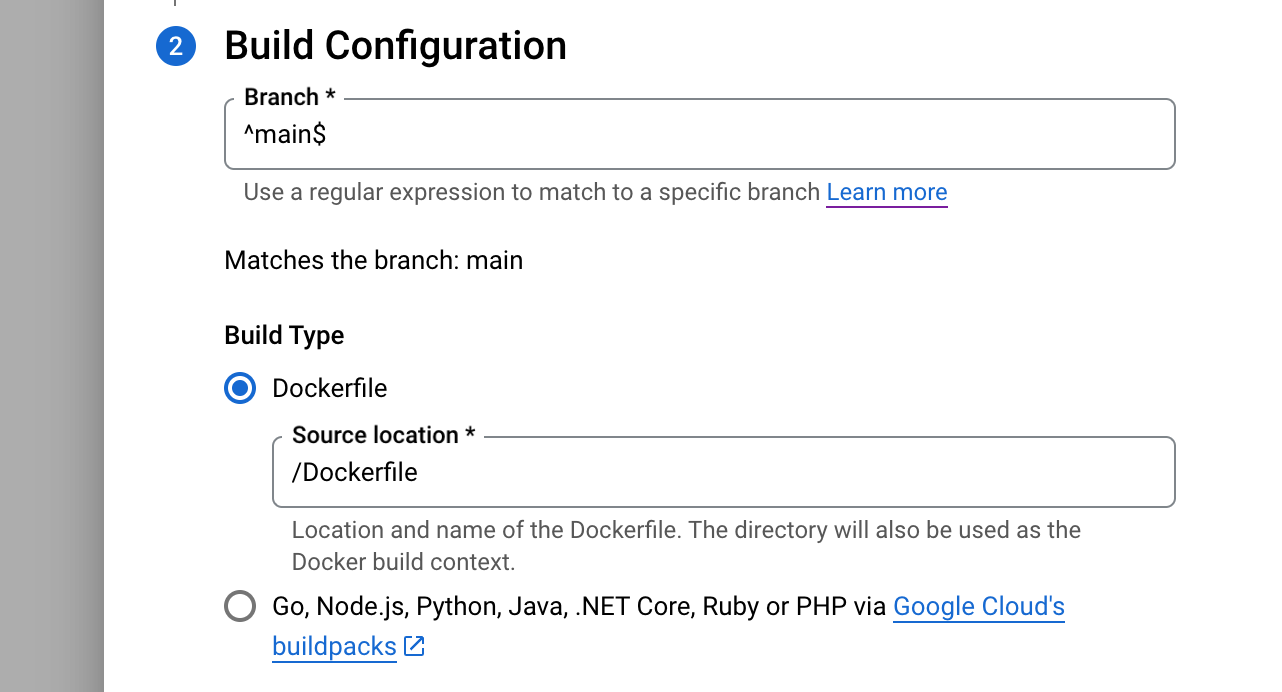 2 Build Configuration
Branch *
^main$
Use a regular expression to match to a specific branch Learn more
Matches the branch: main
Build Type
Dockerfile
Source location *
/Dockerfile
Location and name of the Dockerfile. The directory will also be used as the
Docker build context.
Go, Node.js, Python, Java, .NET Core, Ruby or PHP via Google Cloud's
buildpacks